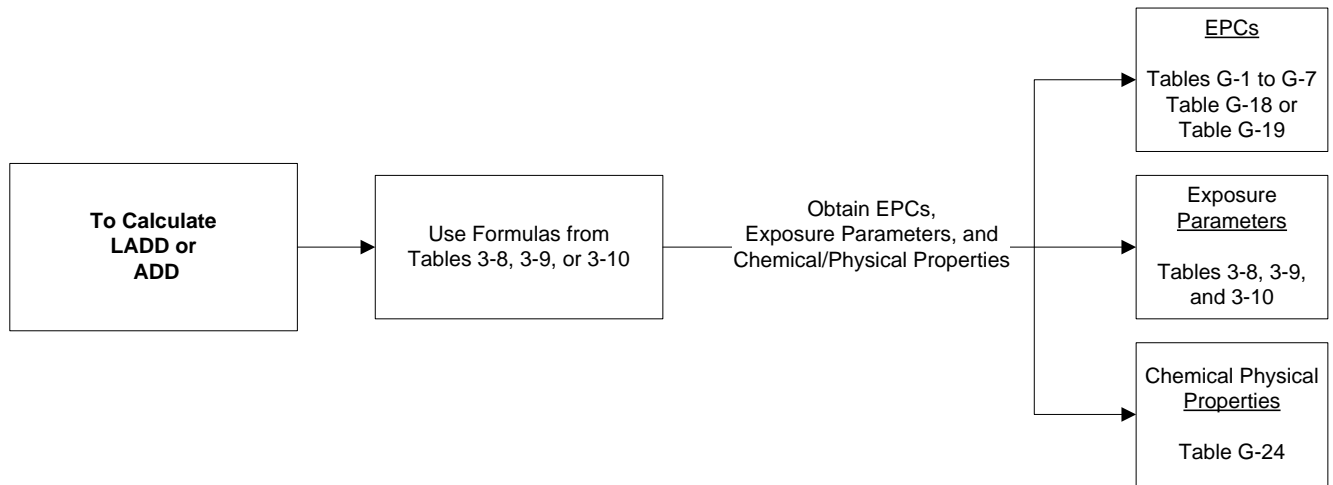 To Calculate
LADD or
ADD
Use Formulas from
Tables 3-8, 3-9, or 3-10
Obtain EPCs,
Exposure Parameters, and
Chemical/Physical Properties
EPCs
Tables G-1 to G-7
Table G-18 or
Table G-19
Exposure
Parameters
Tables 3-8, 3-9,
and 3-10
Chemical Physical
Properties
Table G-24